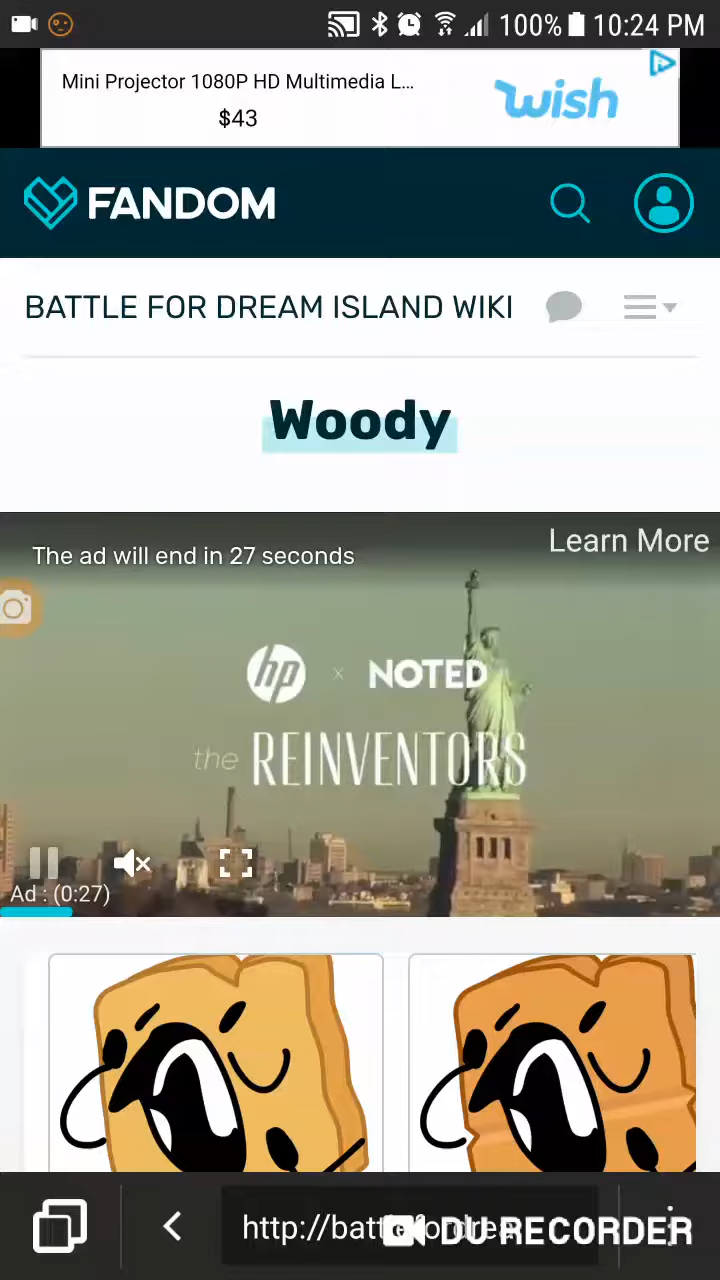 100% 10:24 PM
Mini Projector 1080P HD Multimedia L...
$43
wish
FANDOM
BATTLE FOR DREAM ISLAND WIKI
Woody
The ad will end in 27 seconds
Learn More
hp × NOTED
the REINVENTORS
Ad : (0:27)
DU RECORDER